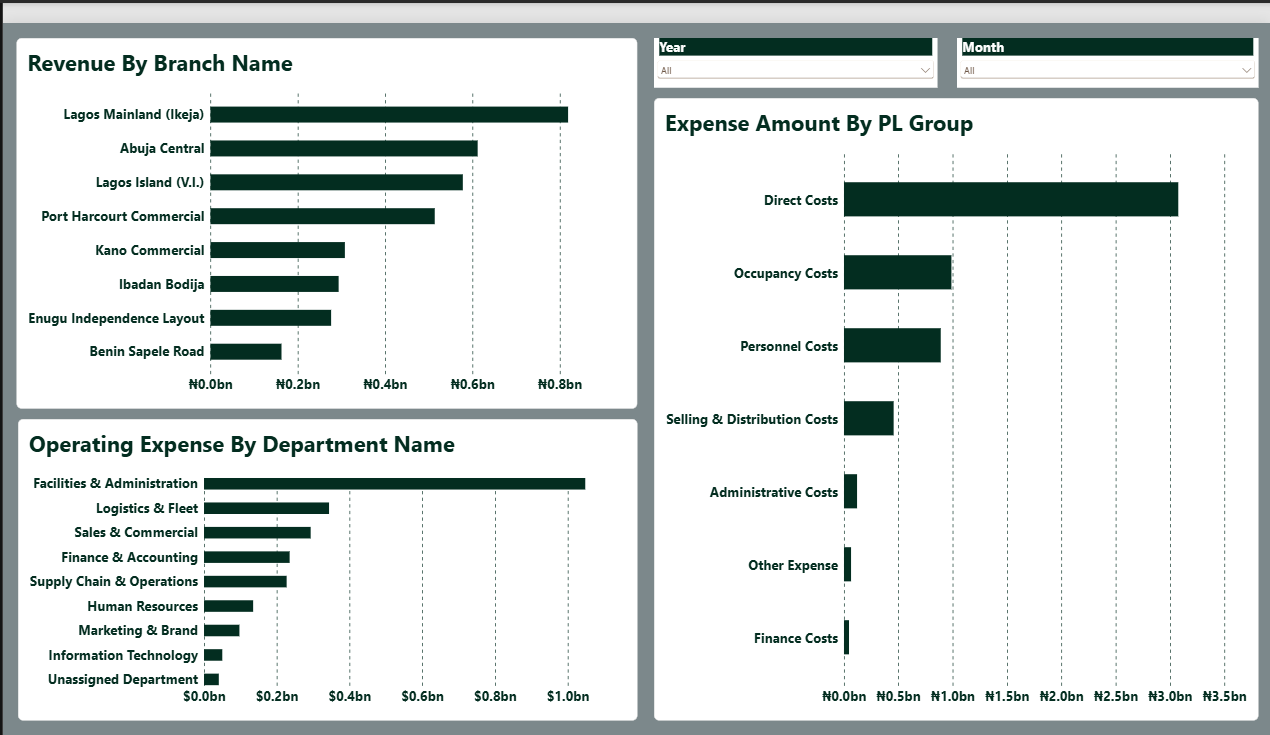 Revenue By Branch Name
Lagos Mainland (Ikeja)
Abuja Central
Lagos Island (V.I.)
Port Harcourt Commercial
Kano Commercial
Ibadan Bodija
Enugu Independence Layout
Benin Sapele Road
₦0.0bn ₦0.2bn ₦0.4bn ₦0.6bn ₦0.8bn
Operating Expense By Department Name
Facilities & Administration
Logistics & Fleet
Sales & Commercial
Finance & Accounting
Supply Chain & Operations
Human Resources
Marketing & Brand
Information Technology
Unassigned Department
$0.0bn $0.2bn $0.4bn $0.6bn $0.8bn $1.0bn
Year
All
Month
All
Expense Amount By PL Group
Direct Costs
Occupancy Costs
Personnel Costs
Selling & Distribution Costs
Administrative Costs
Other Expense
Finance Costs
₦0.0bn ₦0.5bn ₦1.0bn ₦1.5bn ₦2.0bn ₦2.5bn ₦3.0bn ₦3.5bn